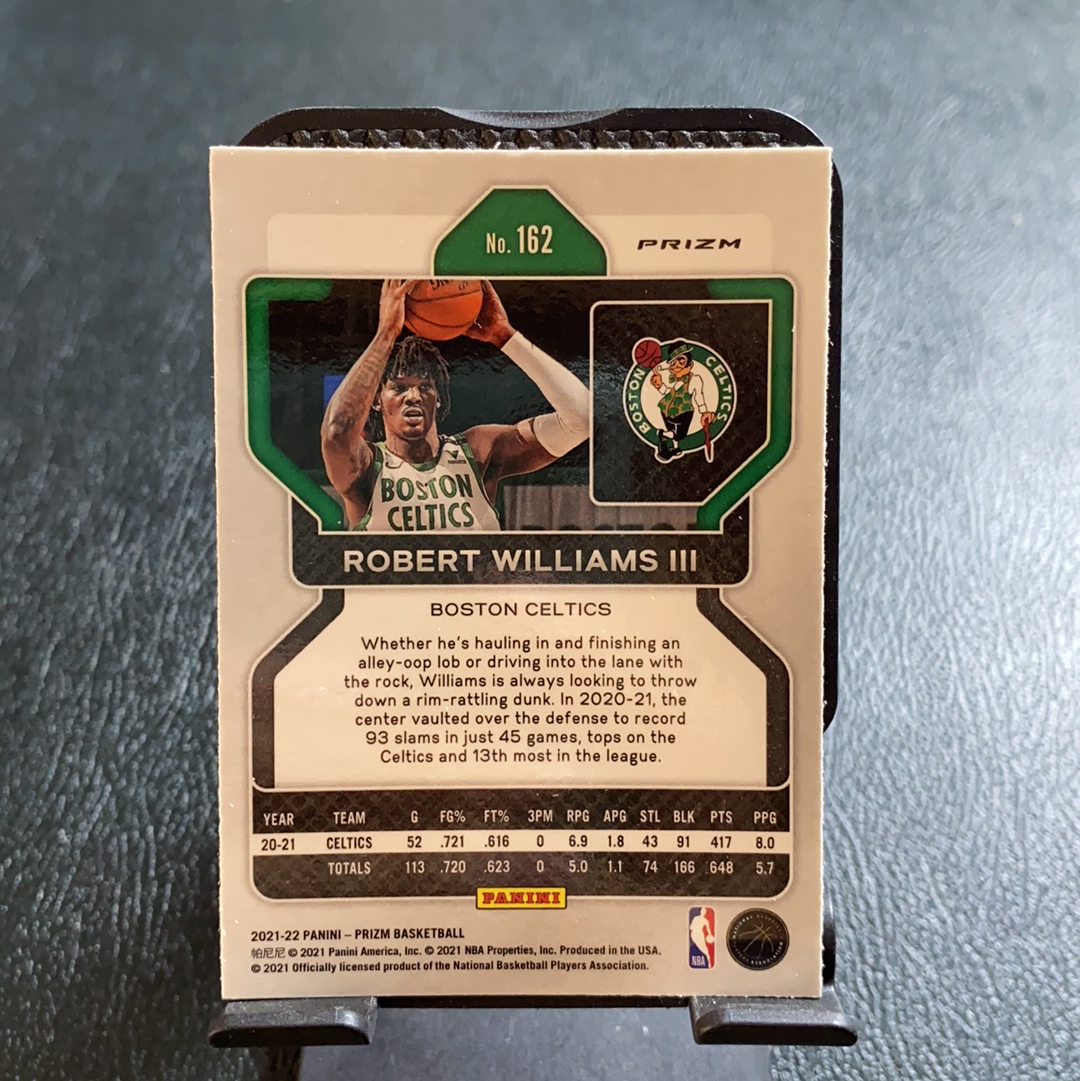 No. 162
PRIZM
BOSTON CELTICS
BOSTON
CELTICS
ROBERT WILLIAMS III
BOSTON CELTICS
Whether he's hauling in and finishing an
alley-oop lob or driving into the lane with
the rock, Williams is always looking to throw
down a rim-rattling dunk. In 2020-21, the
center vaulted over the defense to record
93 slams in just 45 games, tops on the
Celtics and 13th most in the league.
YEAR TEAM G FG% FT% 3PM RPG APG STL BLK PTS PPG
20-21 CELTICS 52 .721 .616 0 6.9 1.8 43 91 417 8.0
TOTALS 113 .720 .623 0 5.0 1.1 74 166 648 5.7
PANINI
2021-22 PANINI – PRIZM BASKETBALL
帕尼尼 © 2021 Panini America, Inc. © 2021 NBA Properties, Inc. Produced in the USA.
© 2021 Officially licensed product of the National Basketball Players Association.
NBA